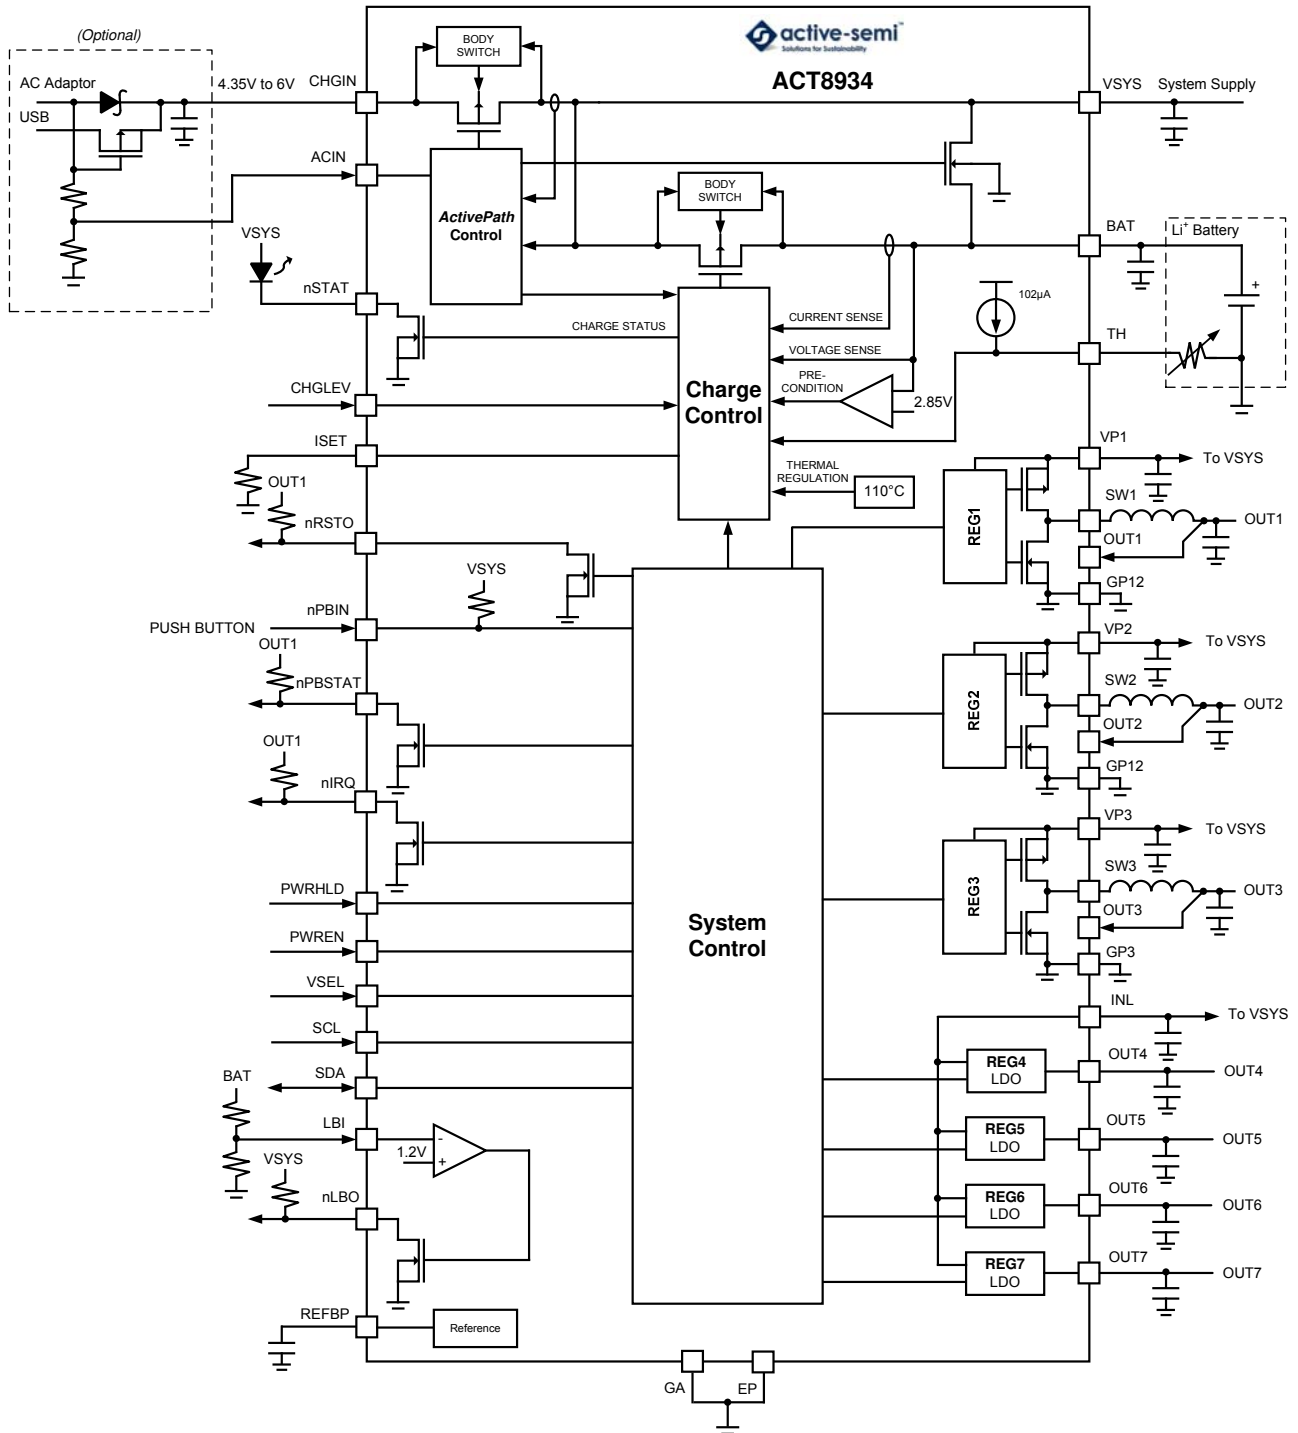 active-semi™
Solutions for Sustainability
ACT8934
(Optional)
AC Adaptor
USB
4.35V to 6V
CHGIN
BODY
SWITCH
VSYS
System Supply
ACIN
ActivePath
Control
BODY
SWITCH
VSYS
BAT
Li+ Battery
+
nSTAT
CHARGE STATUS
CURRENT SENSE
102µA
VOLTAGE SENSE
TH
PRE-
CONDITION
2.85V
CHGLEV
Charge
Control
ISET
THERMAL
REGULATION
110°C
VP1
To VSYS
OUT1
nRSTO
REG1
SW1
OUT1
OUT1
GP12
VSYS
nPBIN
PUSH BUTTON
OUT1
nPBSTAT
VP2
To VSYS
REG2
SW2
OUT2
OUT2
GP12
OUT1
nIRQ
VP3
To VSYS
REG3
SW3
OUT3
OUT3
GP3
PWRHLD
PWREN
System
Control
VSEL
SCL
SDA
INL
To VSYS
REG4
LDO
OUT4
OUT4
BAT
LBI
1.2V
-
+
REG5
LDO
OUT5
OUT5
VSYS
nLBO
REG6
LDO
OUT6
OUT6
REG7
LDO
OUT7
OUT7
REFBP
Reference
GA
EP